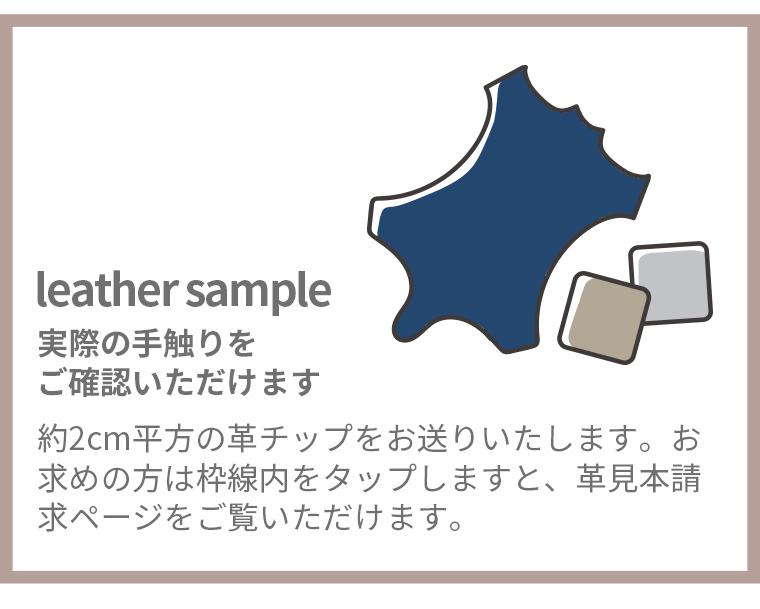 leather sample
実際の手触りを
ご確認いただけます
約2cm平方の革チップをお送りいたします。お
求めの方は枠線内をタップしますと、革見本請
求ページをご覧いただけます。